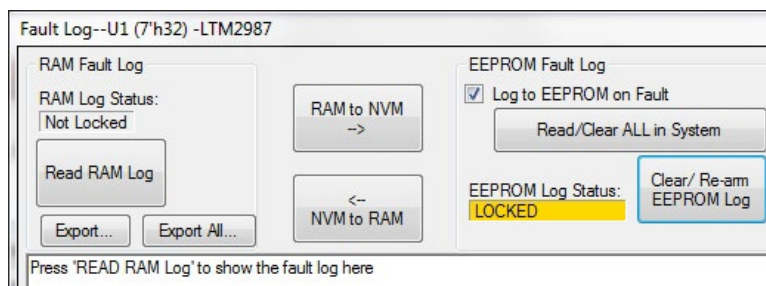 Fault Log--U1 (7'h32) -LTM2987
RAM Fault Log
RAM Log Status:
Not Locked
Read RAM Log
Export...
Export All...
RAM to NVM
-->
<--
NVM to RAM
EEPROM Fault Log
Log to EEPROM on Fault
Read/Clear ALL in System
EEPROM Log Status:
LOCKED
Clear/ Re-arm
EEPROM Log
Press 'READ RAM Log' to show the fault log here